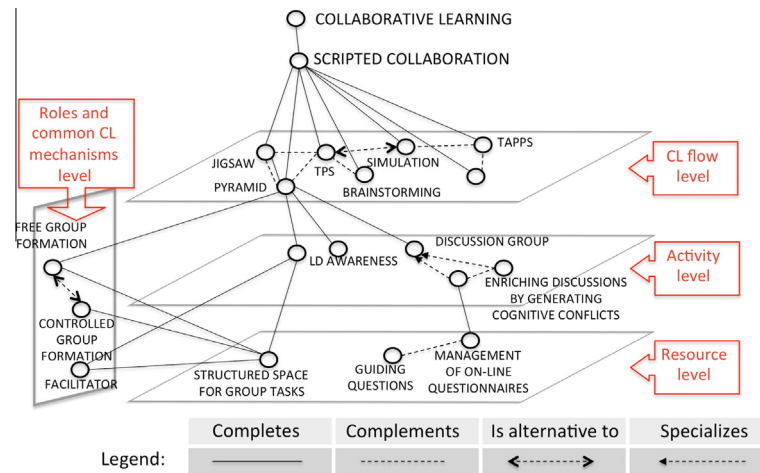 COLLABORATIVE LEARNING
SCRIPTED COLLABORATION
Roles and
common CL
mechanisms
level
JIGSAW
TPS
SIMULATION
TAPPS
CL flow
level
PYRAMID
BRAINSTORMING
FREE GROUP
FORMATION
LD AWARENESS
DISCUSSION GROUP
Activity
level
ENRICHING DISCUSSIONS
BY GENERATING
COGNITIVE CONFLICTS
CONTROLLED
GROUP
FORMATION
FACILITATOR
STRUCTURED SPACE
FOR GROUP TASKS
GUIDING
QUESTIONS
MANAGEMENT
OF ON-LINE
QUESTIONNAIRES
Resource
level
Completes
Complements
Is alternative to
Specializes
Legend: